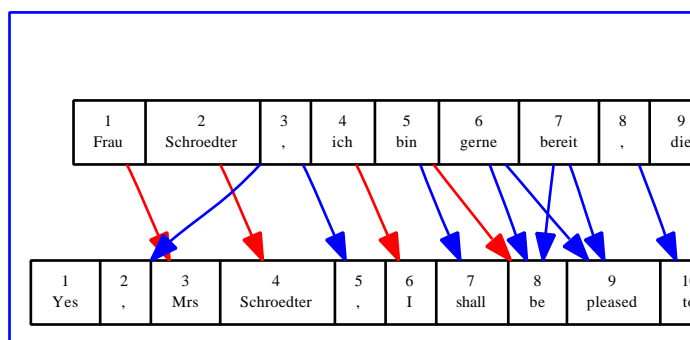 1 2 3 4 5 6 7 8 9
Frau Schroedter , ich bin gerne bereit , die
1 2 3 4 5 6 7 8 9
Yes , Mrs Schroedter , I shall be pleased